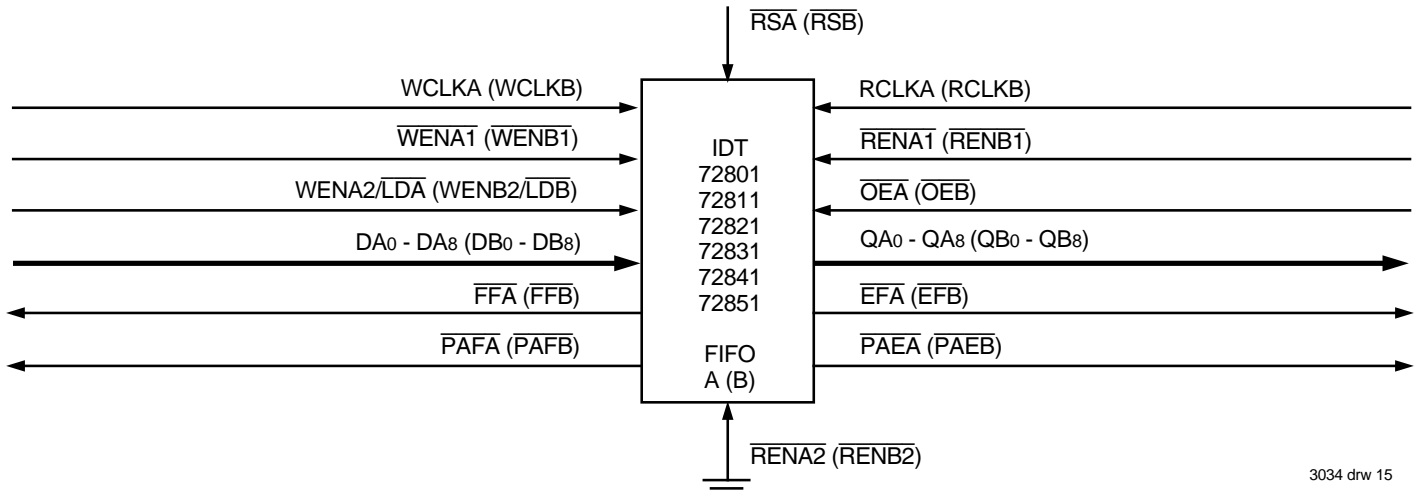 RSA (RSB)
WCLKA (WCLKB)
WENA1 (WENB1)
WENA2/LDA (WENB2/LDB)
DA0 - DA8 (DB0 - DB8)
FFA (FFB)
PAFA (PAFB)
IDT
72801
72811
72821
72831
72841
72851
FIFO
A (B)
RCLKA (RCLKB)
RENA1 (RENB1)
OEA (OEB)
QA0 - QA8 (QB0 - QB8)
EFA (EFB)
PAEA (PAEB)
RENA2 (RENB2)
3034 drw 15